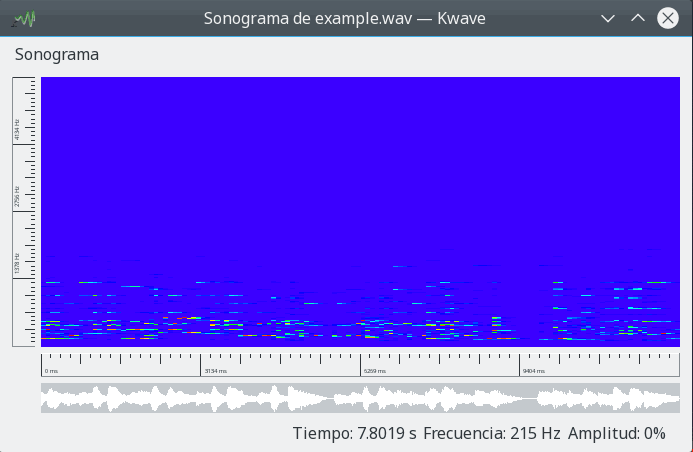 Sonograma de example.wav — Kwave
Sonograma
4134 Hz
2756 Hz
1378 Hz
0 ms
3134 ms
6269 ms
9404 ms
Tiempo: 7.8019 s Frecuencia: 215 Hz Amplitud: 0%